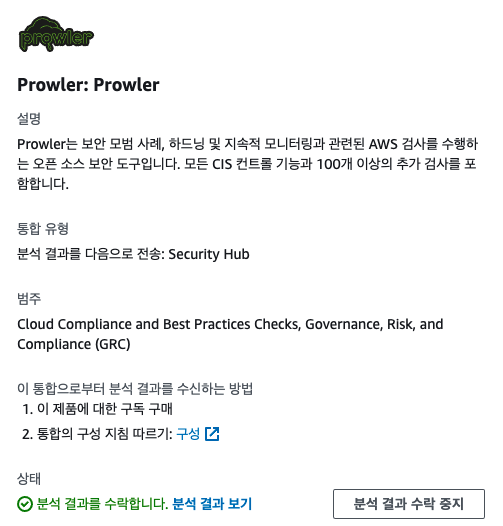 prowler
Prowler: Prowler
설명
Prowler는 보안 모범 사례, 하드닝 및 지속적 모니터링과 관련된 AWS 검사를 수행하
는 오픈 소스 보안 도구입니다. 모든 CIS 컨트롤 기능과 100개 이상의 추가 검사를 포
함합니다.
통합 유형
분석 결과를 다음으로 전송: Security Hub
범주
Cloud Compliance and Best Practices Checks, Governance, Risk, and
Compliance (GRC)
이 통합으로부터 분석 결과를 수신하는 방법
1. 이 제품에 대한 구독 구매
2. 통합의 구성 지침 따르기: 구성
상태
분석 결과를 수락합니다. 분석 결과 보기
분석 결과 수락 중지